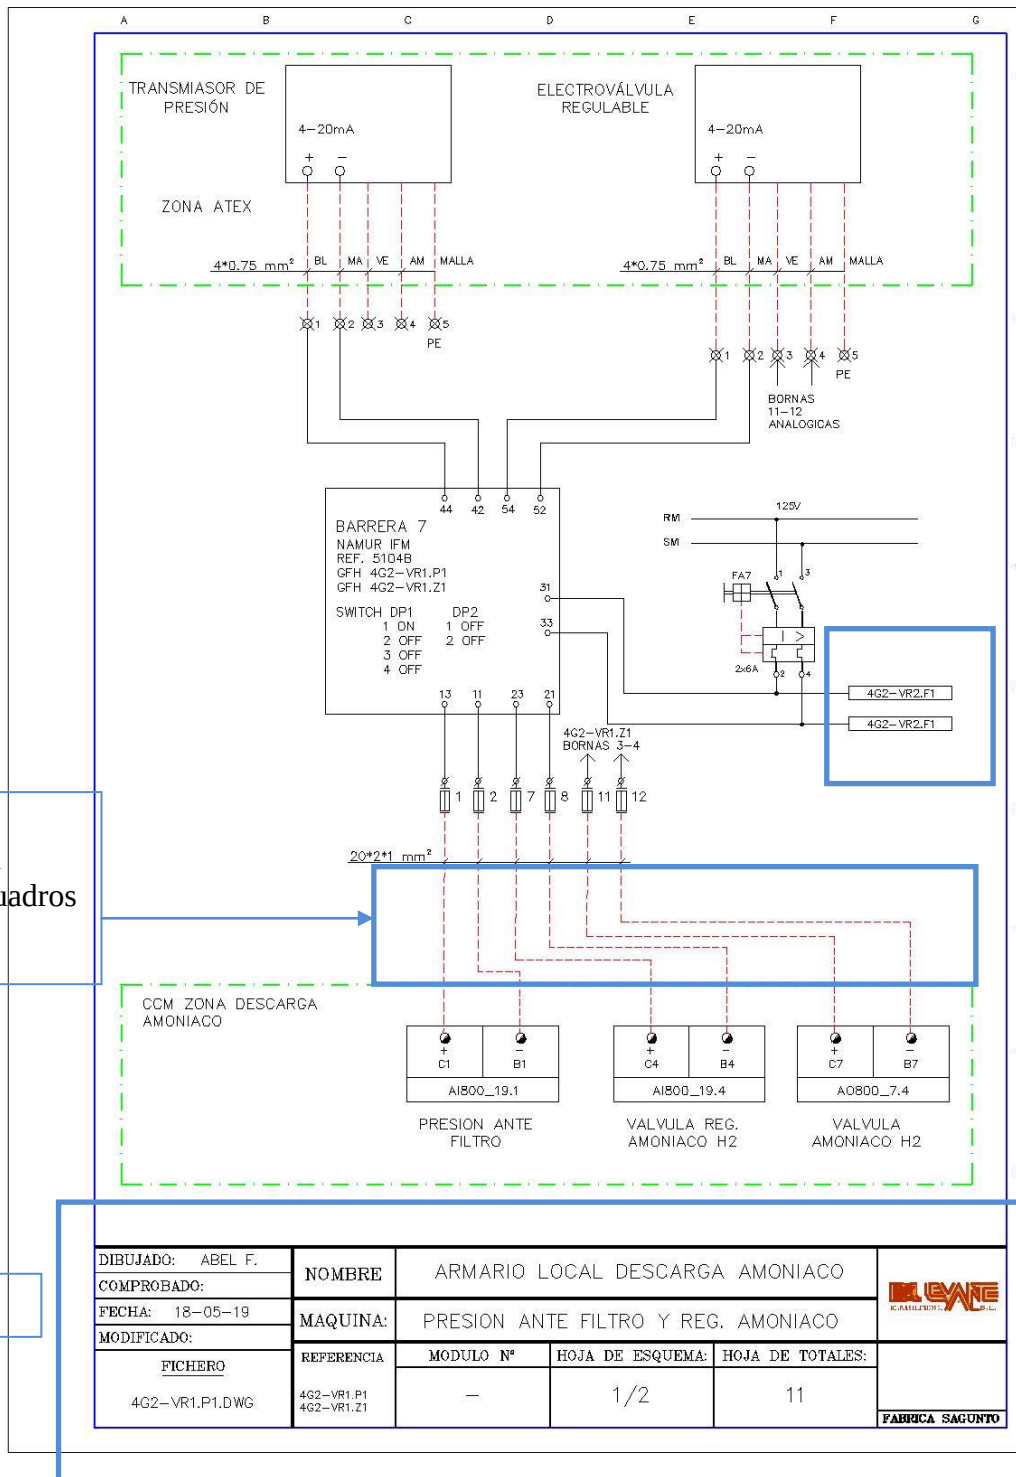 A B C D E F G
TRANSMIASOR DE
PRESIÓN
4-20mA
+ -
ELECTROVÁLVULA
REGULABLE
4-20mA
+ -
ZONA ATEX
4*0.75 mm² BL MA VE AM MALLA
4*0.75 mm² BL MA VE AM MALLA
1 2 3 4 5
PE
1 2 3 4 5
PE
BORNAS
11-12
ANALOGICAS
44 42 54 52
BARRERA 7
NAMUR IFM
REF. 5104B
GFH 4G2-VR1.P1
GFH 4G2-VR1.Z1
SWITCH DP1 DP2
1 ON 1 OFF
2 OFF 2 OFF
3 OFF
4 OFF
31
33
13 11 23 21
125V
RM
SM
FA7
1 3
I >
2x6A
2 4
4G2-VR2.F1
4G2-VR2.F1
4G2-VR1.Z1
BORNAS 3-4
1 2 7 8 11 12
20*2*1 mm²
uadros
CCM ZONA DESCARGA
AMONIACO
+ - + - + -
C1 B1 C4 B4 C7 B7
AI800_19.1 AI800_19.4 AO800_7.4
PRESION ANTE
FILTRO
VALVULA REG.
AMONIACO H2
VALVULA
AMONIACO H2
DIBUJADO: ABEL F.
COMPROBADO:
FECHA: 18-05-19
MODIFICADO:
FICHERO
4G2-VR1.P1.DWG
NOMBRE ARMARIO LOCAL DESCARGA AMONIACO
MAQUINA: PRESION ANTE FILTRO Y REG. AMONIACO
REFERENCIA
4G2-VR1.P1
4G2-VR1.Z1
MODULO Nº HOJA DE ESQUEMA: HOJA DE TOTALES:
- 1/2 11
FABRICA SAGUNTO